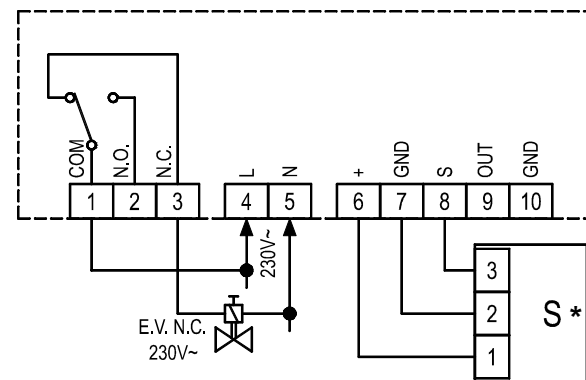 COM N.O. N.C. L N + GND S OUT GND
1 2 3 4 5 6 7 8 9 10
230V~
3
2
1
S*
E.V. N.C.
230V~